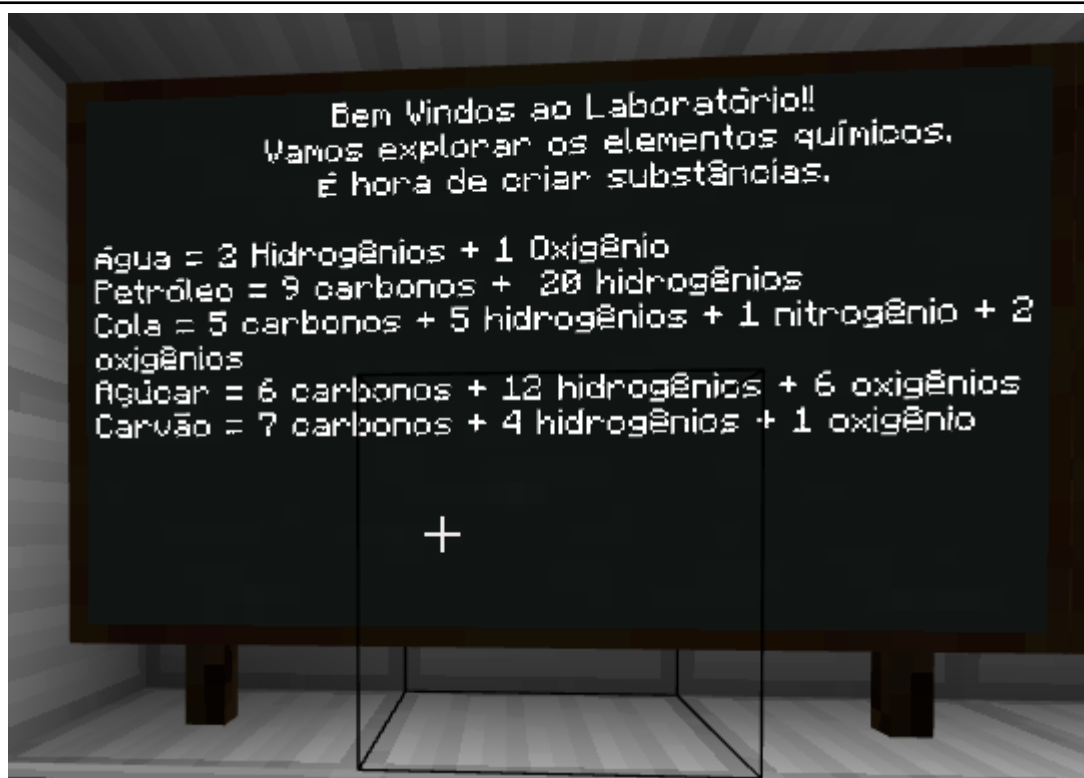 Bem Vindos ao Laboratório!!
Vamos explorar os elementos químicos.
É hora de criar substâncias.
Água = 2 Hidrogênios + 1 Oxigênio
Petróleo = 9 carbonos + 20 hidrogênios
Cola = 5 carbonos + 5 hidrogênios + 1 nitrogênio + 2
oxigênios
Açúcar = 6 carbonos + 12 hidrogênios + 6 oxigênios
Carvão = 7 carbonos + 4 hidrogênios + 1 oxigênio